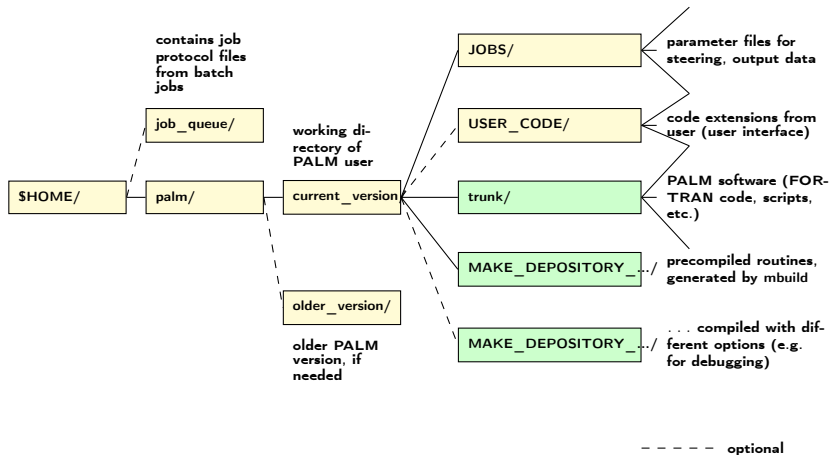 contains job
protocol files
from batch
jobs
job_queue/
working di-
rectory of
PALM user
$HOME/
palm/
current_version
older_version/
older PALM
version, if
needed
JOBS/
parameter files for
steering, output data
USER_CODE/
code extensions from
user (user interface)
trunk/
PALM software (FOR-
TRAN code, scripts,
etc.)
MAKE_DEPOSITORY_.../
precompiled routines,
generated by mbuild
MAKE_DEPOSITORY_.../
. . . compiled with dif-
ferent options (e.g.
for debugging)
optional